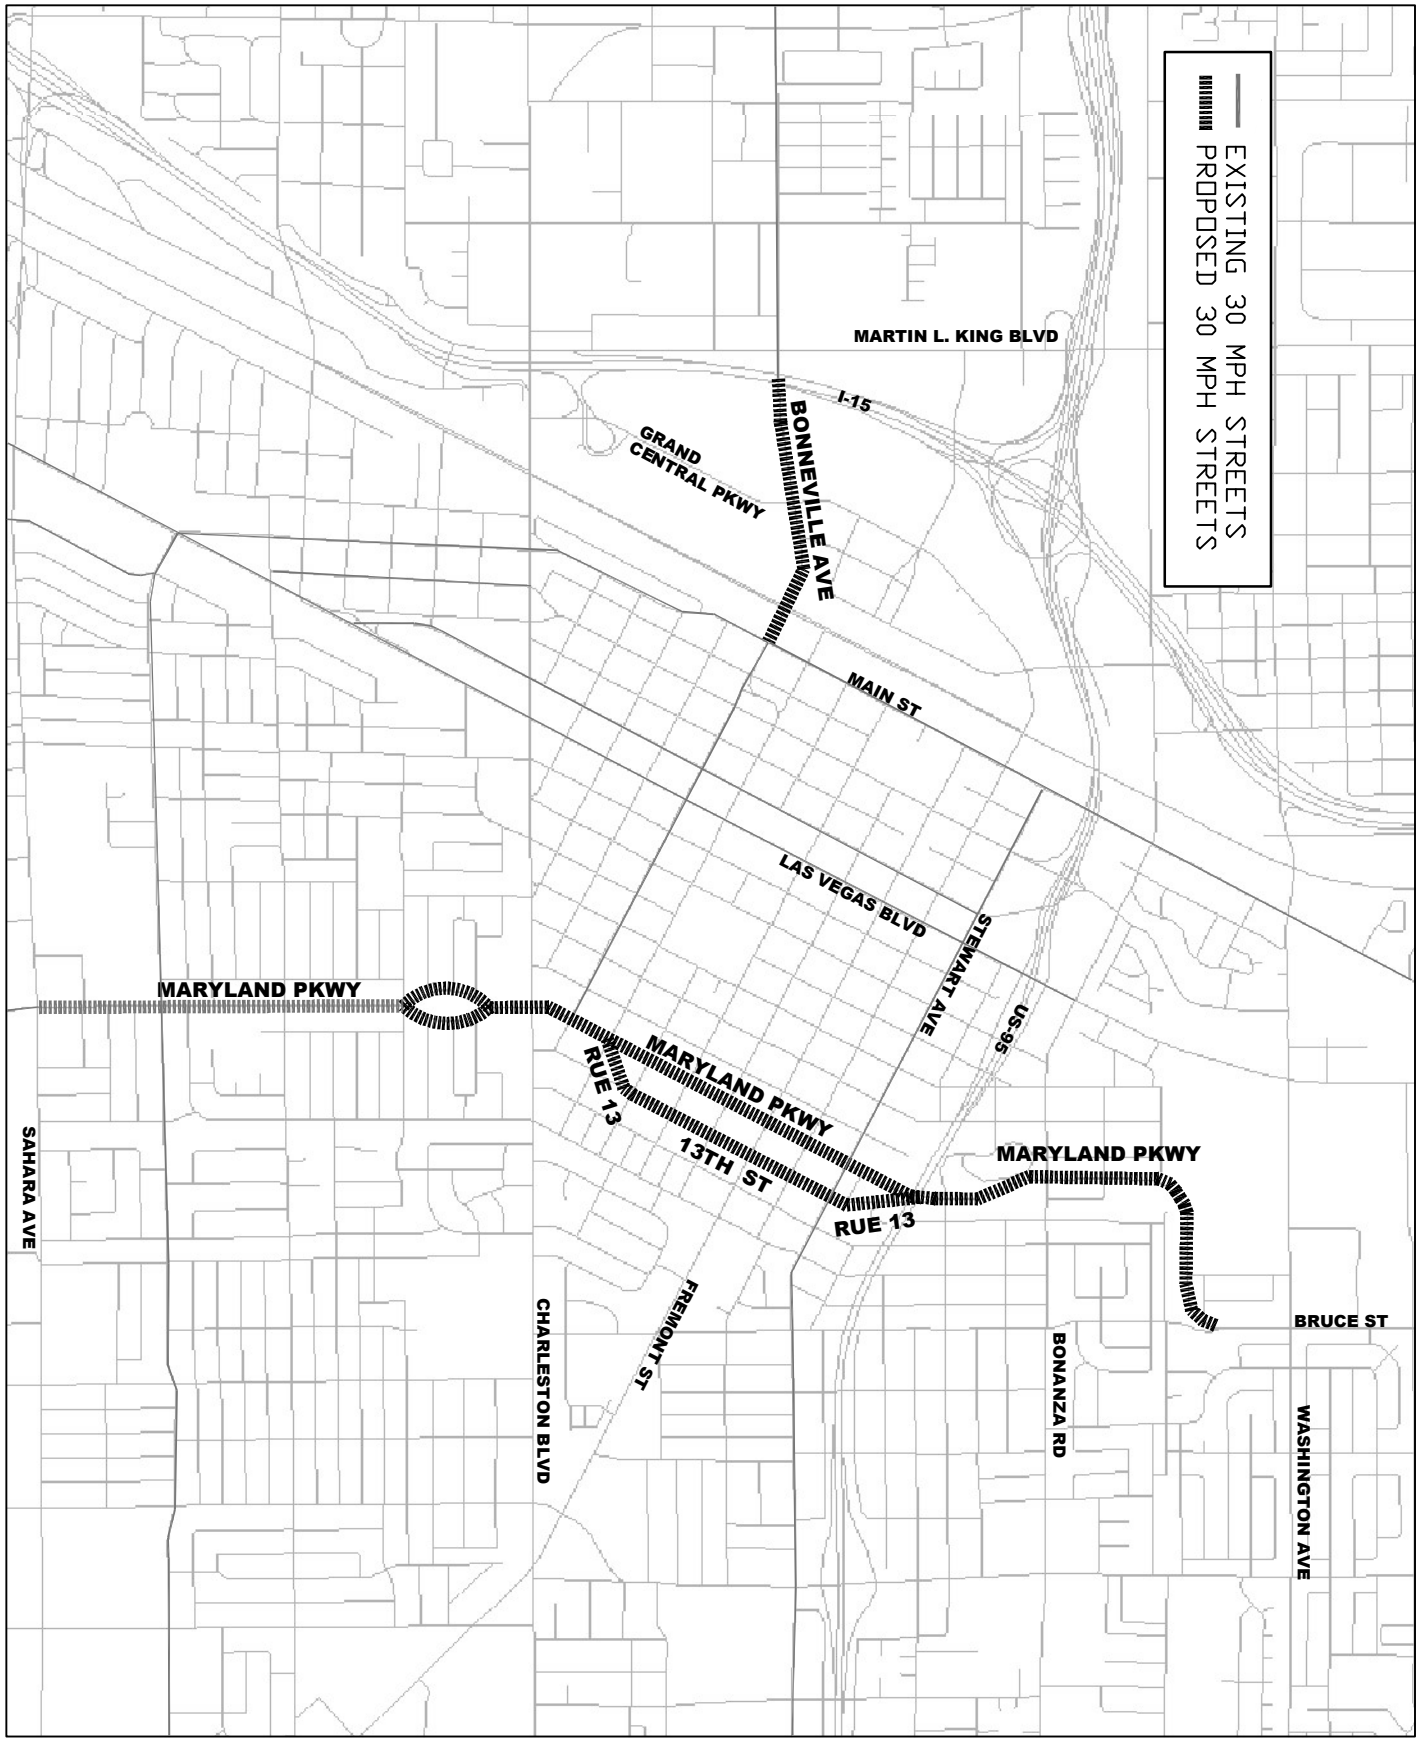 EXISTING 30 MPH STREETS
PROPOSED 30 MPH STREETS
MARTIN L. KING BLVD
I-15
BONNEVILLE AVE
GRAND
CENTRAL PKWY
MAIN ST
LAS VEGAS BLVD
STEWART AVE
US-95
MARYLAND PKWY
MARYLAND PKWY
RUE 13
13TH ST
MARYLAND PKWY
RUE 13
SAHARA AVE
FREMONT ST
CHARLESTON BLVD
BRUCE ST
BONANZA RD
WASHINGTON AVE